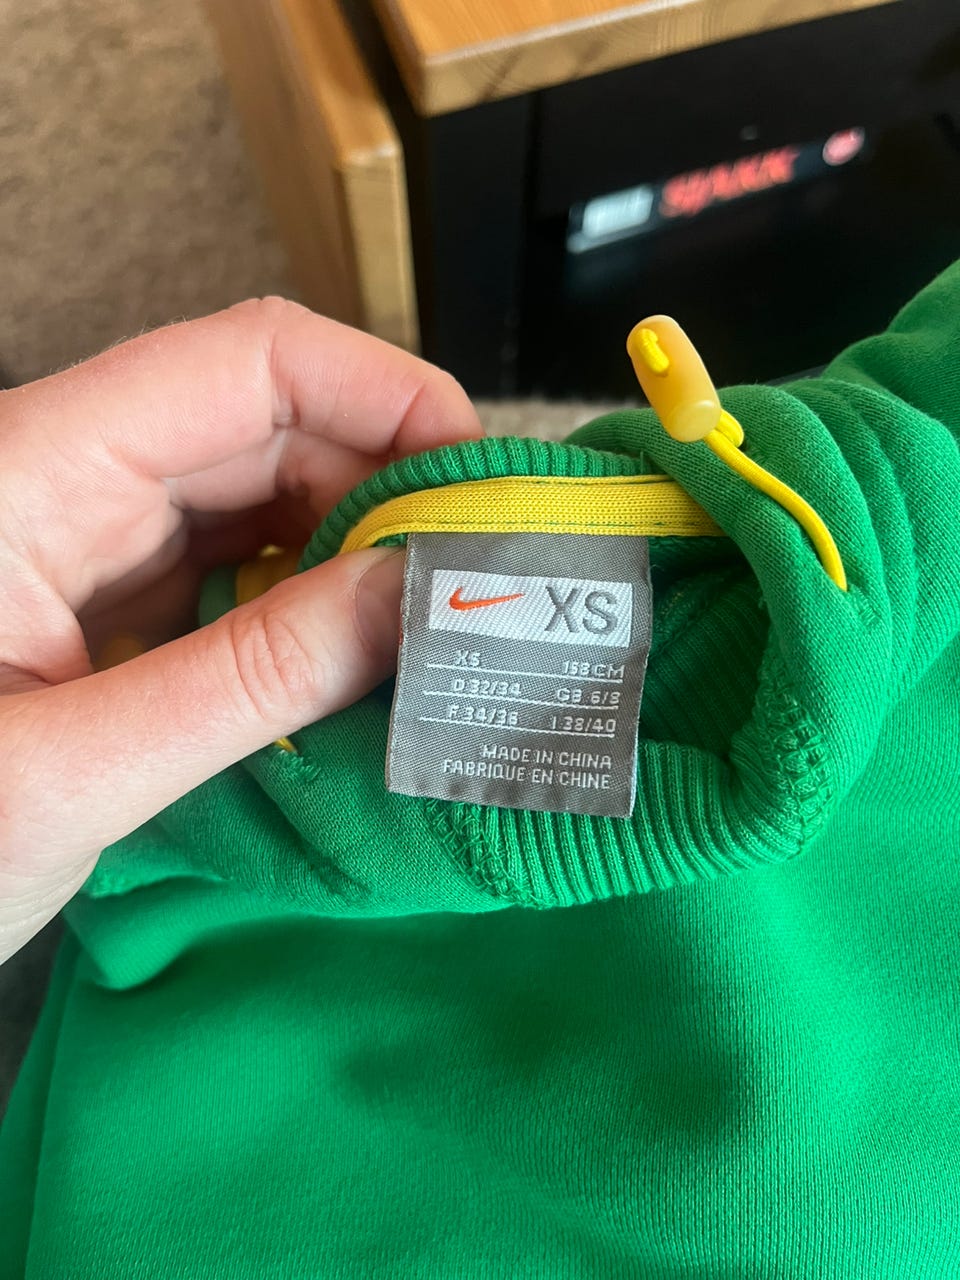 XS
XS 158 CM
D 32/34 GB 6/8
F 34/36 I 38/40
MADE IN CHINA
FABRIQUE EN CHINE